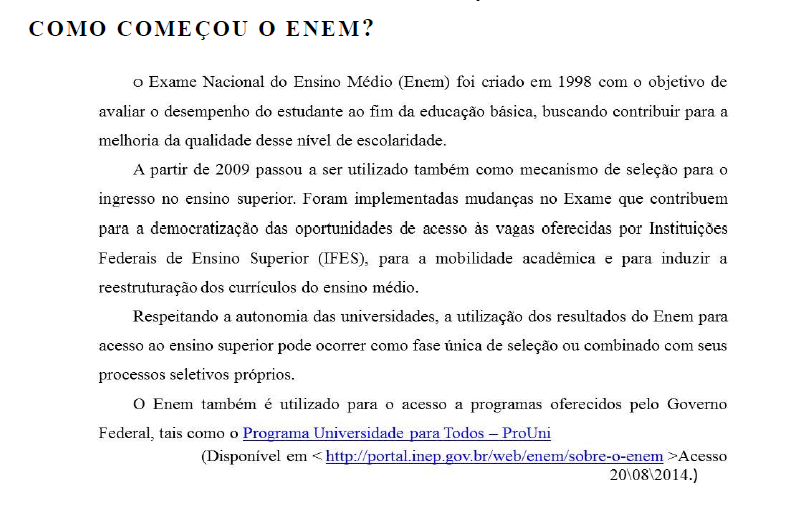 COMO COMEÇOU O ENEM?
O Exame Nacional do Ensino Médio (Enem) foi criado em 1998 com o objetivo de
avaliar o desempenho do estudante ao fim da educação básica, buscando contribuir para a
melhoria da qualidade desse nível de escolaridade.
A partir de 2009 passou a ser utilizado também como mecanismo de seleção para o
ingresso no ensino superior. Foram implementadas mudanças no Exame que contribuem
para a democratização das oportunidades de acesso às vagas oferecidas por Instituições
Federais de Ensino Superior (IFES), para a mobilidade acadêmica e para induzir a
reestruturação dos currículos do ensino médio.
Respeitando a autonomia das universidades, a utilização dos resultados do Enem para
acesso ao ensino superior pode ocorrer como fase única de seleção ou combinado com seus
processos seletivos próprios.
O Enem também é utilizado para o acesso a programas oferecidos pelo Governo
Federal, tais como o Programa Universidade para Todos – ProUni
(Disponível em < http://portal.inep.gov.br/web/enem/sobre-o-enem >Acesso
20\08\2014.)